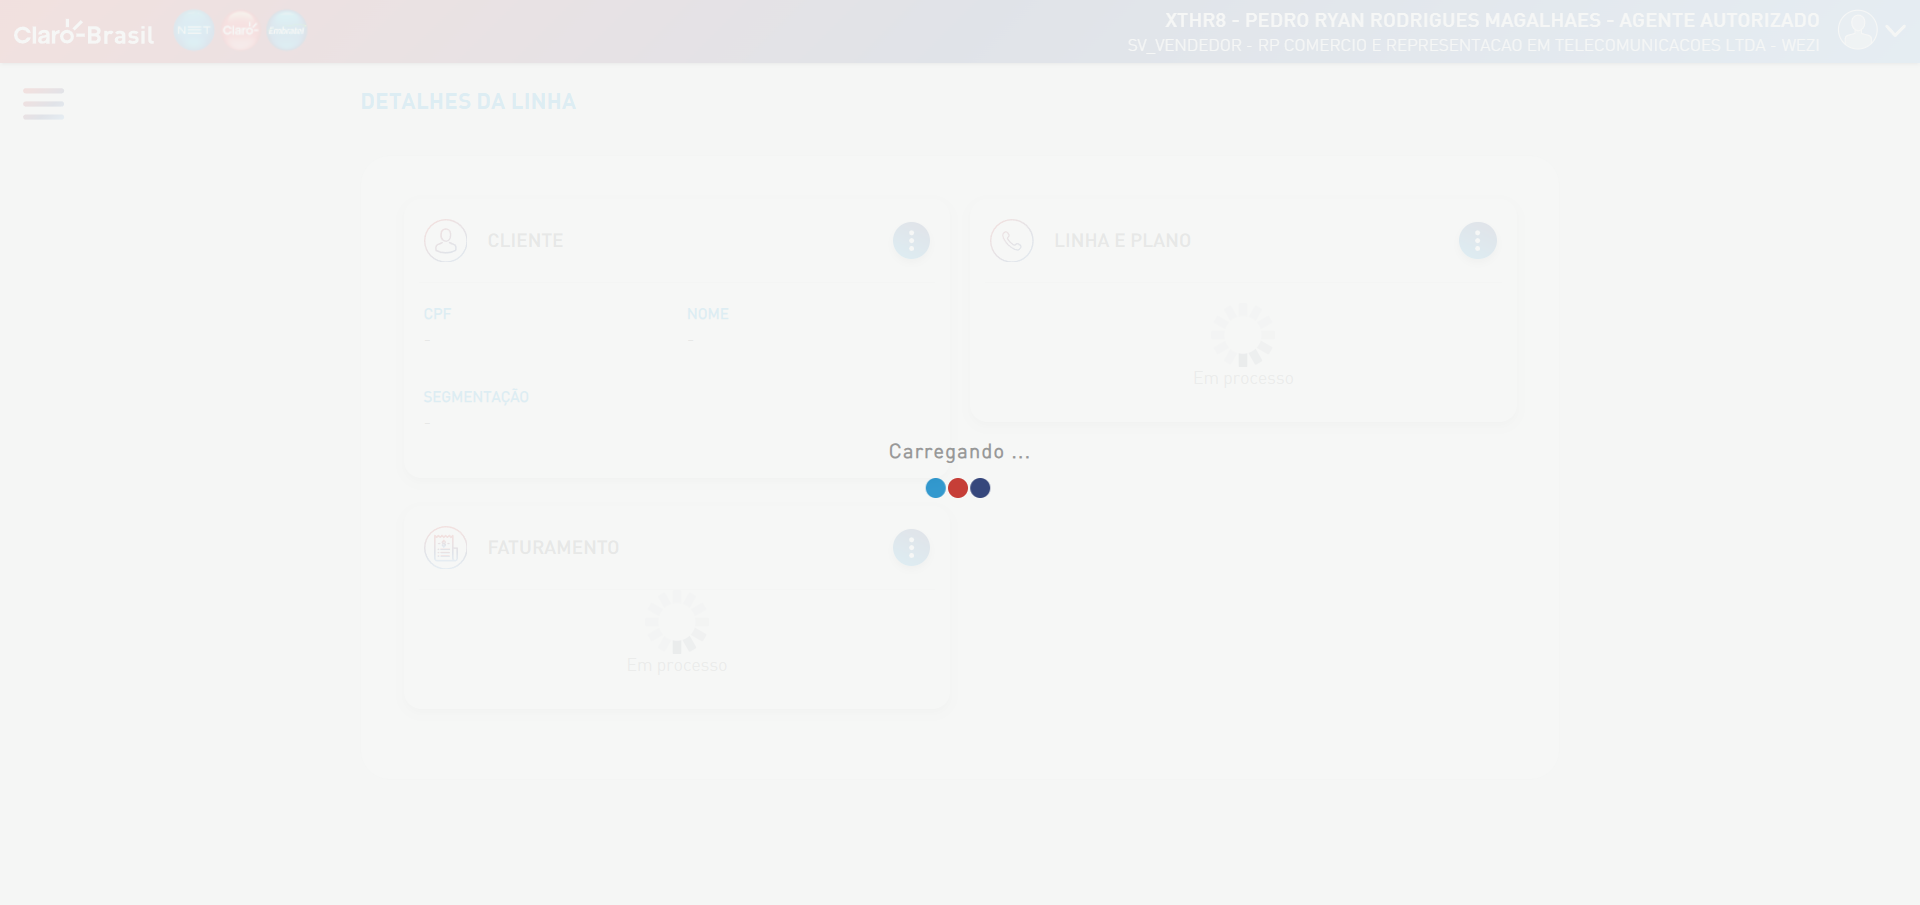 Claro-Brasil NET Claro Embratel
XTHR8 - PEDRO RYAN RODRIGUES MAGALHAES - AGENTE AUTORIZADO
SV_VENDEDOR - RP COMERCIO E REPRESENTACAO EM TELECOMUNICACOES LTDA - WEZI
DETALHES DA LINHA
CLIENTE
CPF
-
NOME
-
SEGMENTAÇÃO
-
LINHA E PLANO
Em processo
Carregando ...
FATURAMENTO
Em processo